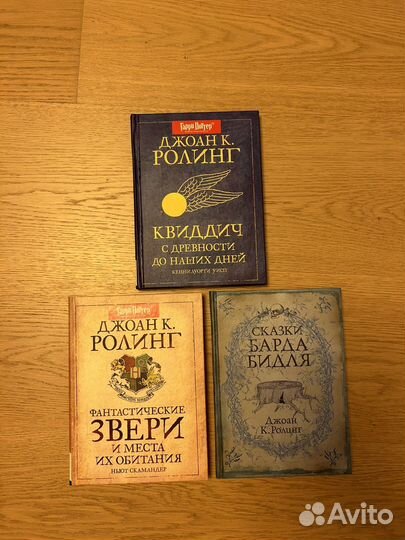 Гарри Поттер
ДЖОАН К.
РОЛИНГ
КВИДДИЧ
С ДРЕВНОСТИ
ДО НАШИХ ДНЕЙ
КЕННИЛУОРТИ УИСП
Гарри Поттер
ДЖОАН К.
РОЛИНГ
ФАНТАСТИЧЕСКИЕ
ЗВЕРИ
И МЕСТА
ИХ ОБИТАНИЯ
НЬЮТ САМАНДЕР
СКАЗКИ
БАРДА
БИДЛЯ
Джоан
К. Ролинг
Avito